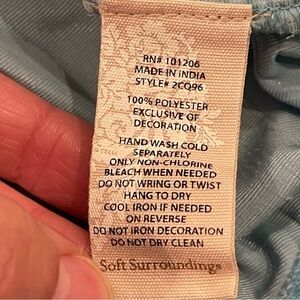 RN# 101206
MADE IN INDIA
STYLE# 2CQ96
100% POLYESTER
EXCLUSIVE OF
DECORATION
HAND WASH COLD
SEPARATELY
ONLY NON-CHLORINE
BLEACH WHEN NEEDED
DO NOT WRING OR TWIST
HANG TO DRY
COOL IRON IF NEEDED
ON REVERSE
DO NOT IRON DECORATION
DO NOT DRY CLEAN
Soft Surroundings